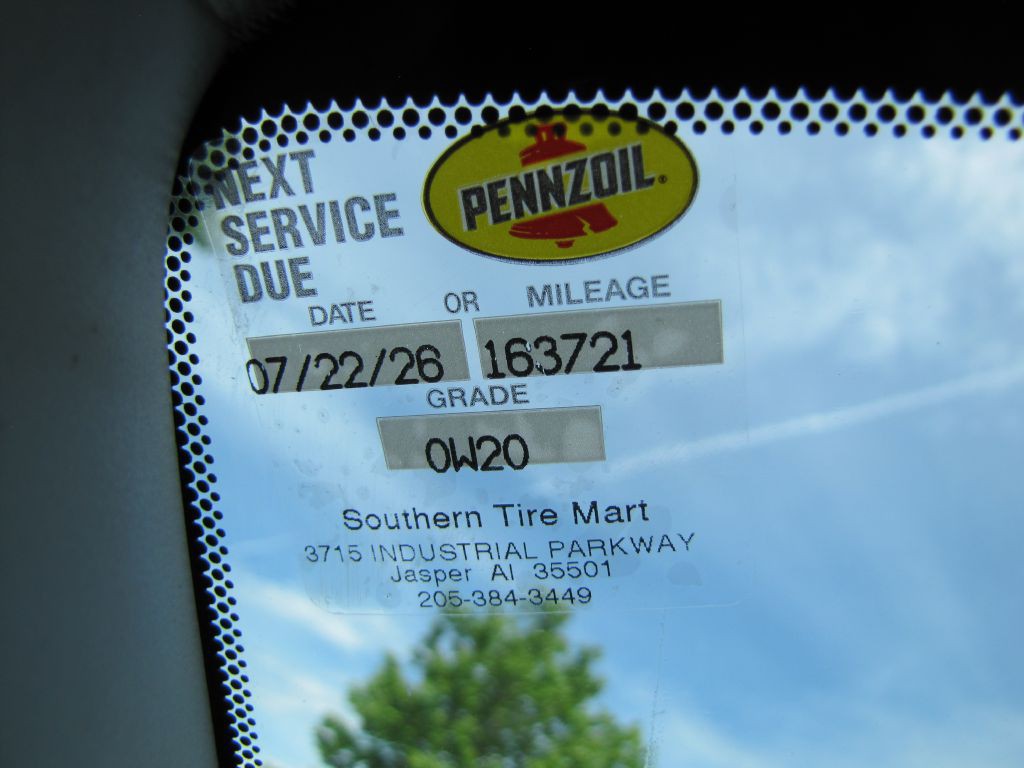 NEXT
SERVICE
DUE
PENNZOIL®
DATE OR MILEAGE
07/22/26 163721
GRADE
0W20
Southern Tire Mart
3715 INDUSTRIAL PARKWAY
Jasper Al 35501
205-384-3449